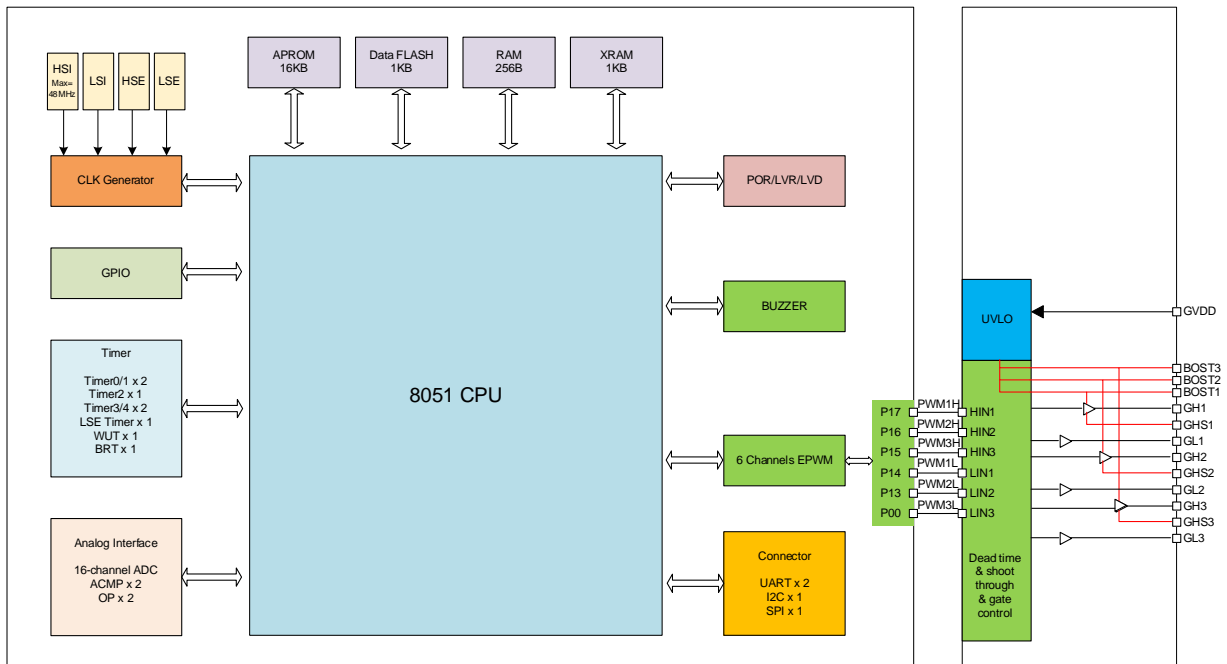 HSI
Max=
48MHz
LSI
HSE
LSE
APROM
16KB
Data FLASH
1KB
RAM
256B
XRAM
1KB
CLK Generator
POR/LVR/LVD
GPIO
BUZZER
Timer
Timer0/1 x 2
Timer2 x 1
Timer3/4 x 2
LSE Timer x 1
WUT x 1
BRT x 1
8051 CPU
6 Channels EPWM
Analog Interface
16-channel ADC
ACMP x 2
OP x 2
Connector
UART x 2
I2C x 1
SPI x 1
P17
P16
P15
P14
P13
P00
PWM1H
PWM2H
PWM3H
PWM1L
PWM2L
PWM3L
HIN1
HIN2
HIN3
LIN1
LIN2
LIN3
UVLO
Dead time
& shoot
through
& gate
control
GVDD
BOST3
BOST2
BOST1
GH1
GHS1
GL1
GH2
GHS2
GL2
GH3
GHS3
GL3